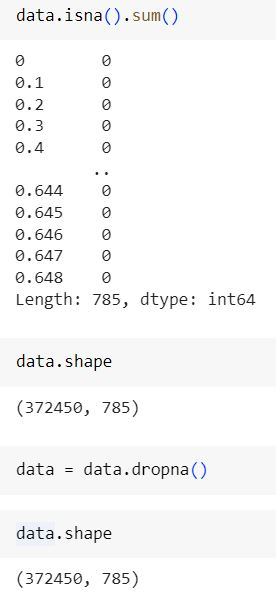 data.isna().sum()
0 0
0.1 0
0.2 0
0.3 0
0.4 0
..
0.644 0
0.645 0
0.646 0
0.647 0
0.648 0
Length: 785, dtype: int64
data.shape
(372450, 785)
data = data.dropna()
data.shape
(372450, 785)